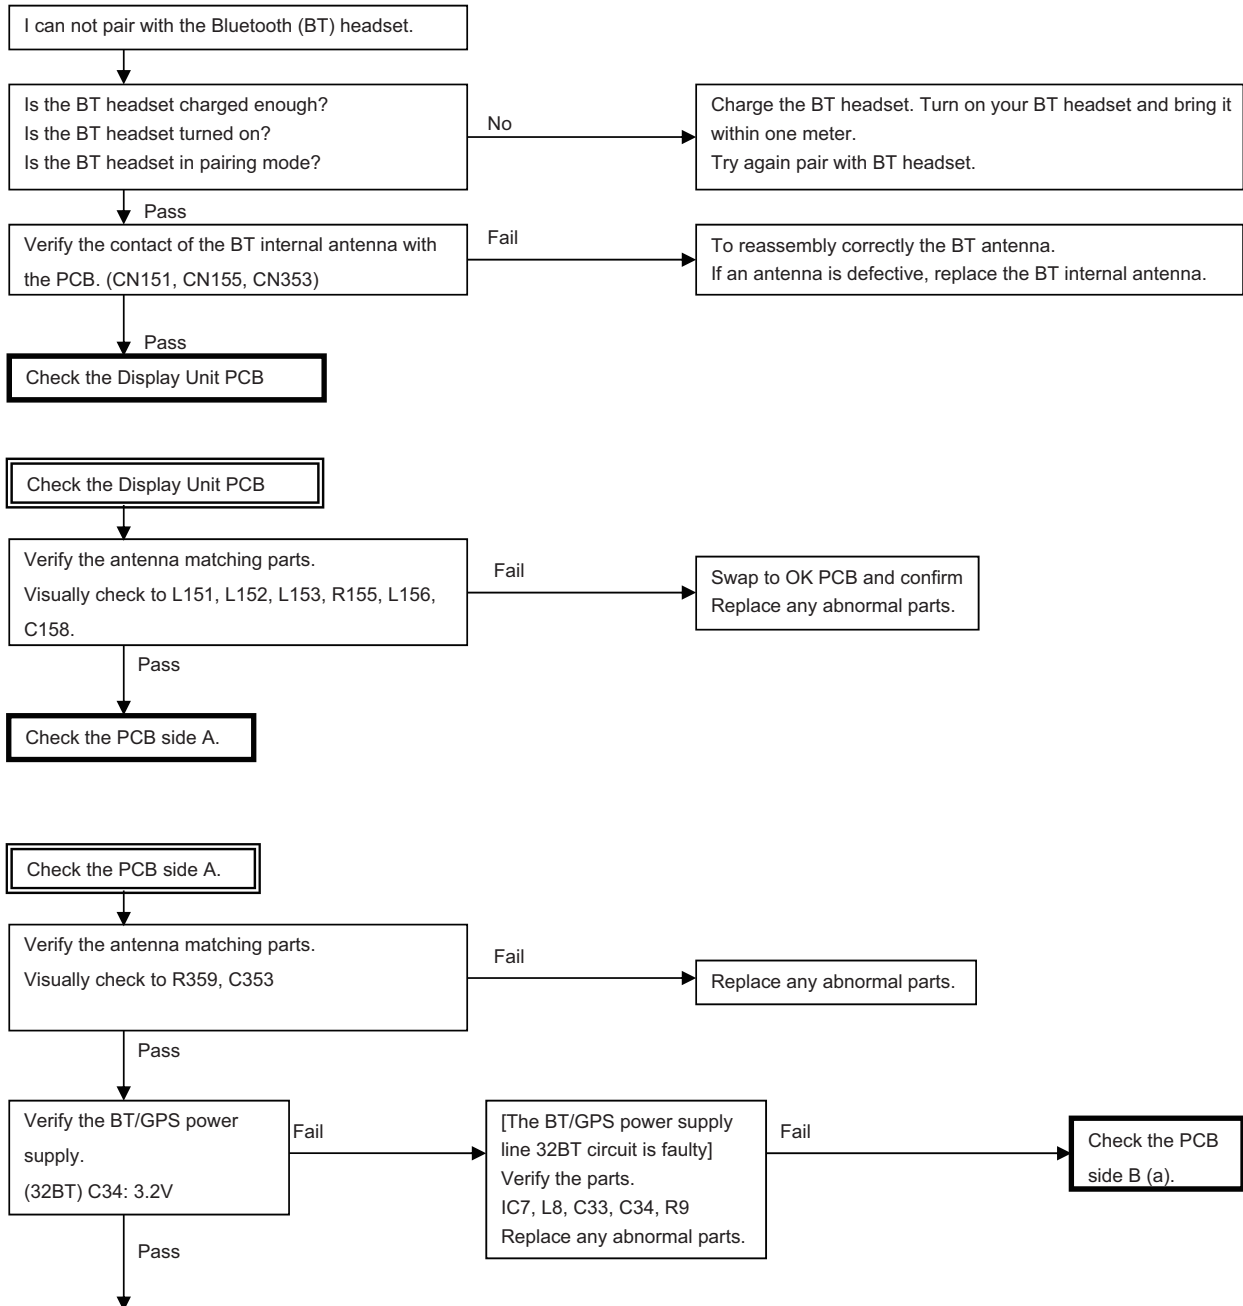 I can not pair with the Bluetooth (BT) headset.
Is the BT headset charged enough?
Is the BT headset turned on?
Is the BT headset in pairing mode?
No
Charge the BT headset. Turn on your BT headset and bring it
within one meter.
Try again pair with BT headset.
Pass
Verify the contact of the BT internal antenna with
the PCB. (CN151, CN155, CN353)
Fail
To reassembly correctly the BT antenna.
If an antenna is defective, replace the BT internal antenna.
Pass
Check the Display Unit PCB
Check the Display Unit PCB
Verify the antenna matching parts.
Visually check to L151, L152, L153, R155, L156,
C158.
Fail
Swap to OK PCB and confirm
Replace any abnormal parts.
Pass
Check the PCB side A.
Check the PCB side A.
Verify the antenna matching parts.
Visually check to R359, C353
Fail
Replace any abnormal parts.
Pass
Verify the BT/GPS power
supply.
(32BT) C34: 3.2V
Fail
[The BT/GPS power supply
line 32BT circuit is faulty]
Verify the parts.
IC7, L8, C33, C34, R9
Replace any abnormal parts.
Fail
Check the PCB
side B (a).
Pass